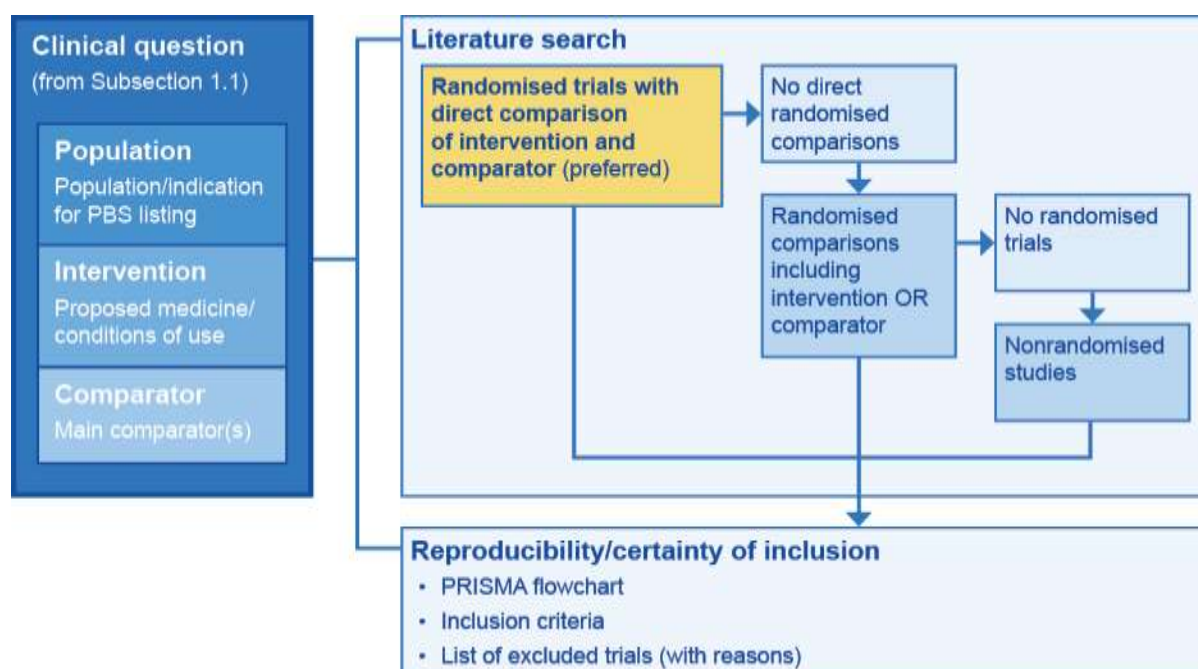 Clinical question
(from Subsection 1.1)
Population
Population/indication
for PBS listing
Intervention
Proposed medicine/
conditions of use
Comparator
Main comparator(s)
Literature search
Randomised trials with
direct comparison
of intervention and
comparator (preferred)
No direct
randomised
comparisons
Randomised
comparisons
including
intervention OR
comparator
No randomised
trials
Nonrandomised
studies
Reproducibility/certainty of inclusion
• PRISMA flowchart
• Inclusion criteria
• List of excluded trials (with reasons)